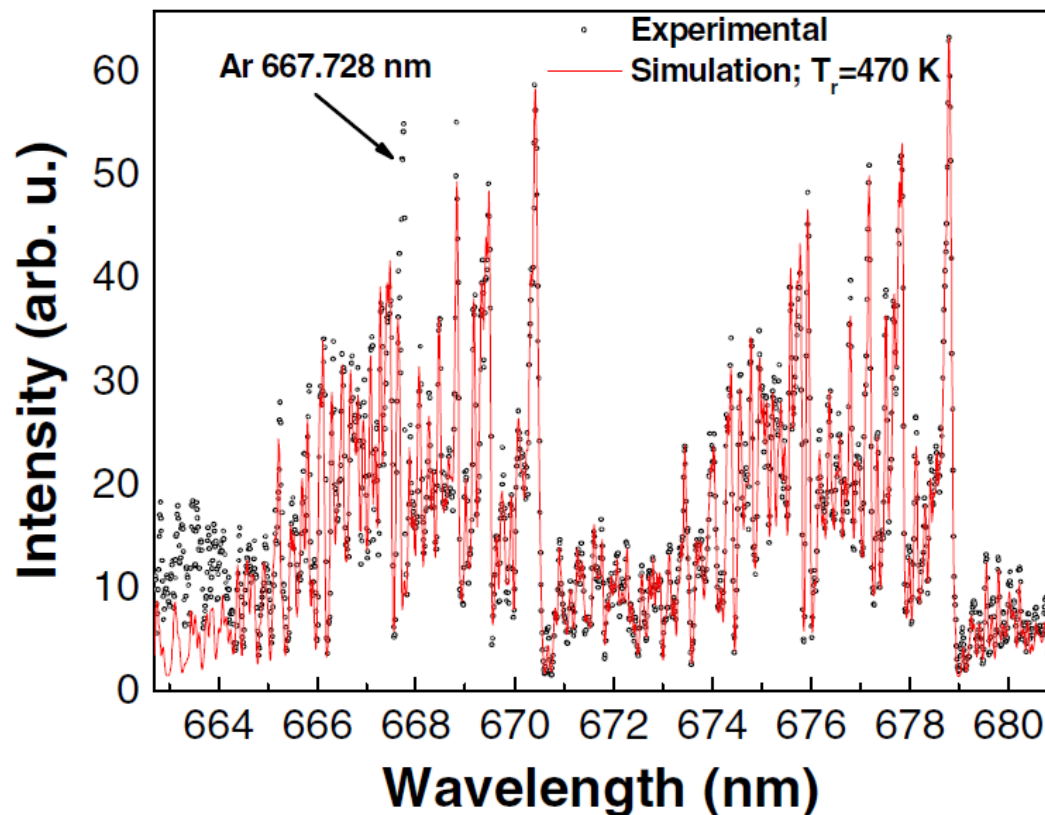 Experimental
Simulation; Tr=470 K
Ar 667.728 nm
Intensity (arb. u.)
60
50
40
30
20
10
0
664 666 668 670 672 674 676 678 680
Wavelength (nm)